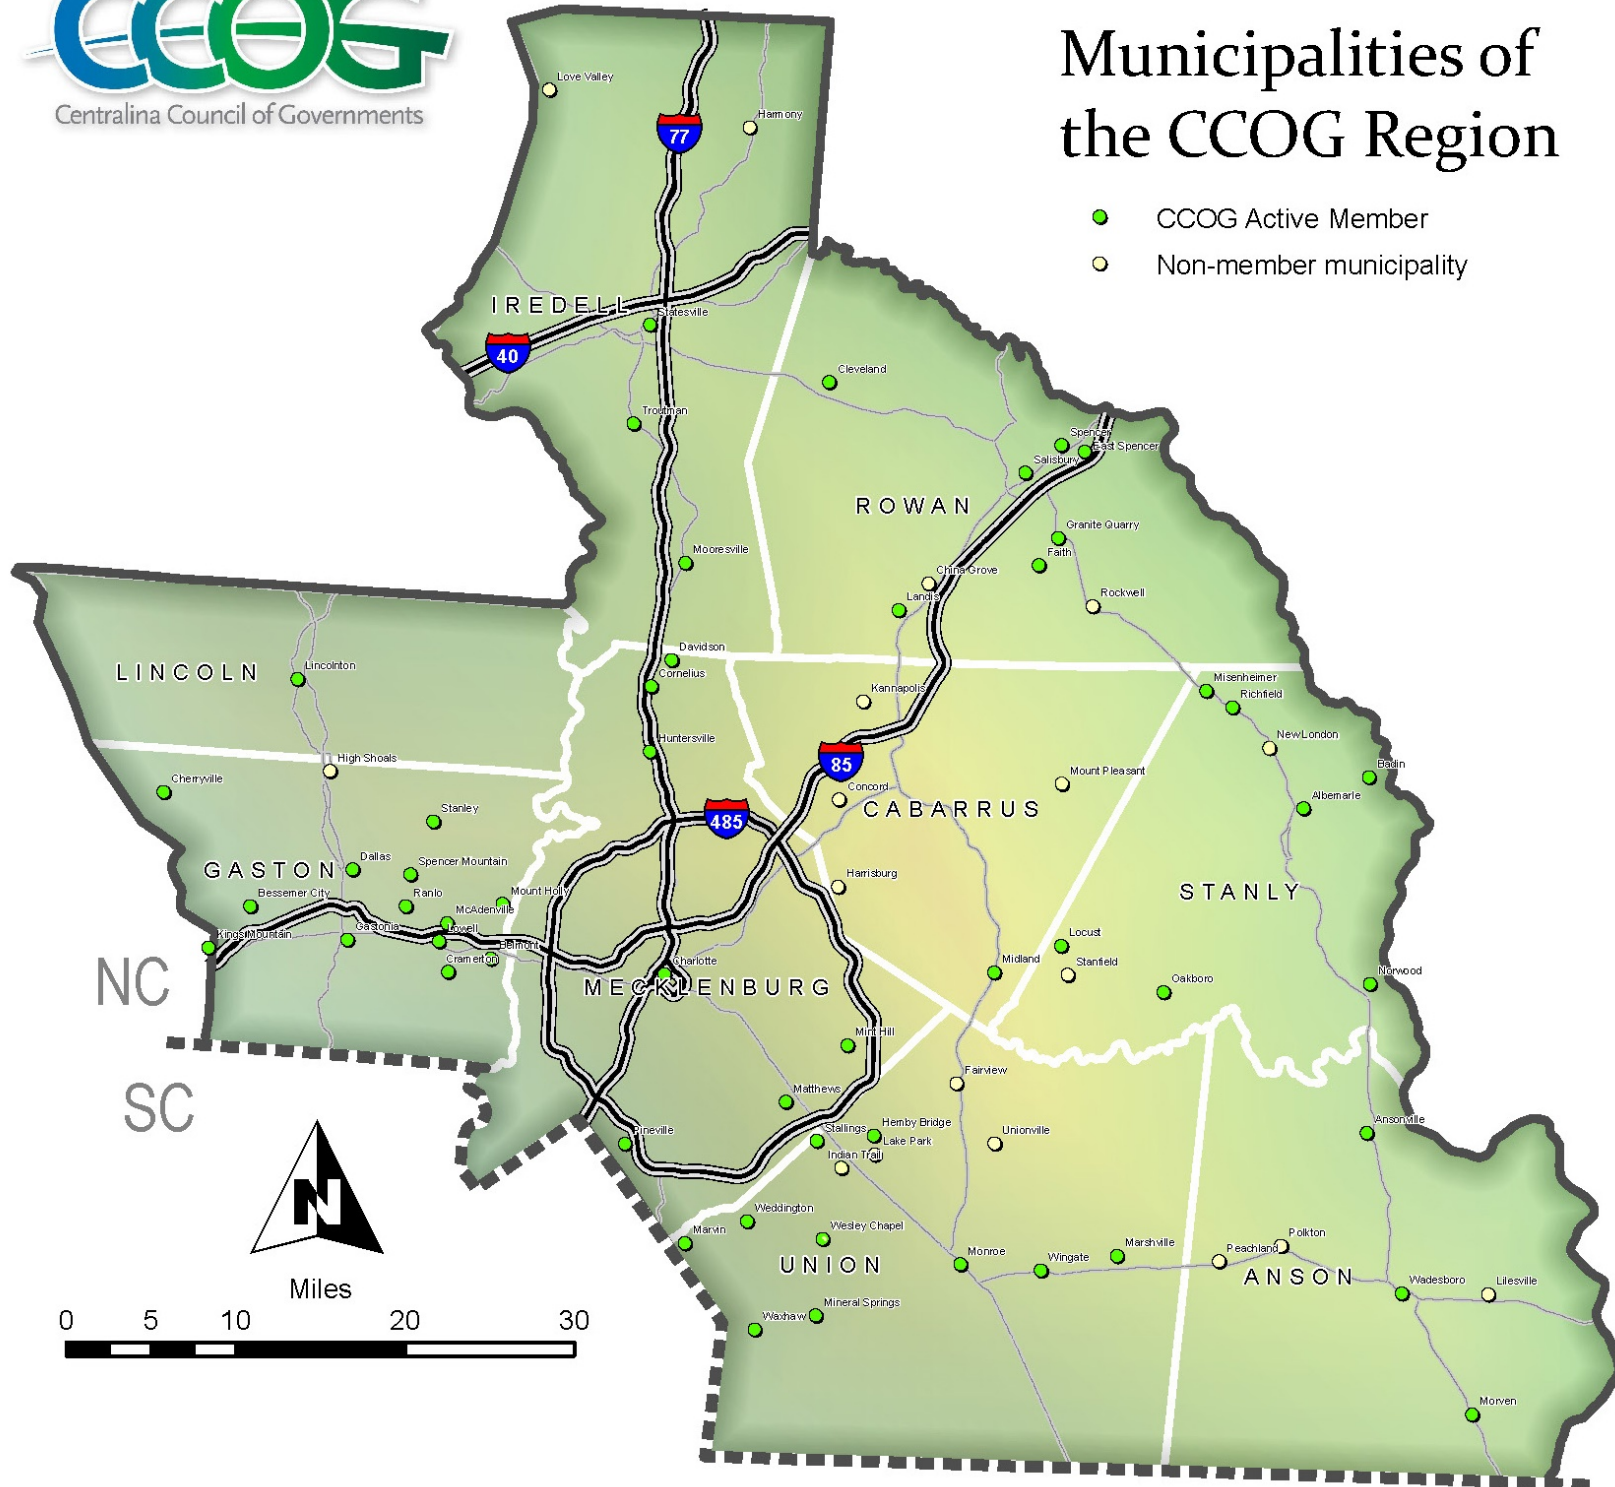 CCOG
Centralina Council of Governments
Municipalities of
the CCOG Region
CCOG Active Member
Non-member municipality
Love Valley
Harmony
77
IREDELL
Statesville
40
Cleveland
Troutman
Spencer
East Spencer
Salisbury
ROWAN
Granite Quarry
Faith
Mooresville
China Grove
Rockwell
Landis
Davidson
Cornelius
LINCOLN
Lincolnton
Misenheimer
Richfield
Kannapolis
Huntersville
New London
High Shoals
85
Mount Pleasant
Badin
Cherryville
Concord
Albemarle
Stanley
485
CABARRUS
Dallas
Spencer Mountain
GASTON
Harrisburg
STANLY
Bessemer City
Ranlo
Mount Holly
McAdenville
Gastonia
Lowell
Kings Mountain
Belmont
Cramerton
Charlotte
Locust
Midland
Stanfield
Oakboro
Norwood
NC
MECKLENBURG
Mint Hill
Fairview
SC
Matthews
Ansonville
Pineville
Stallings
Hemby Bridge
Lake Park
Indian Trail
Unionville
N
Weddington
Marvin
Wesley Chapel
UNION
Monroe
Wingate
Marshville
Peachland
Polkton
ANSON
Wadesboro
Lilesville
Miles
0 5 10 20 30
Waxhaw
Mineral Springs
Morven